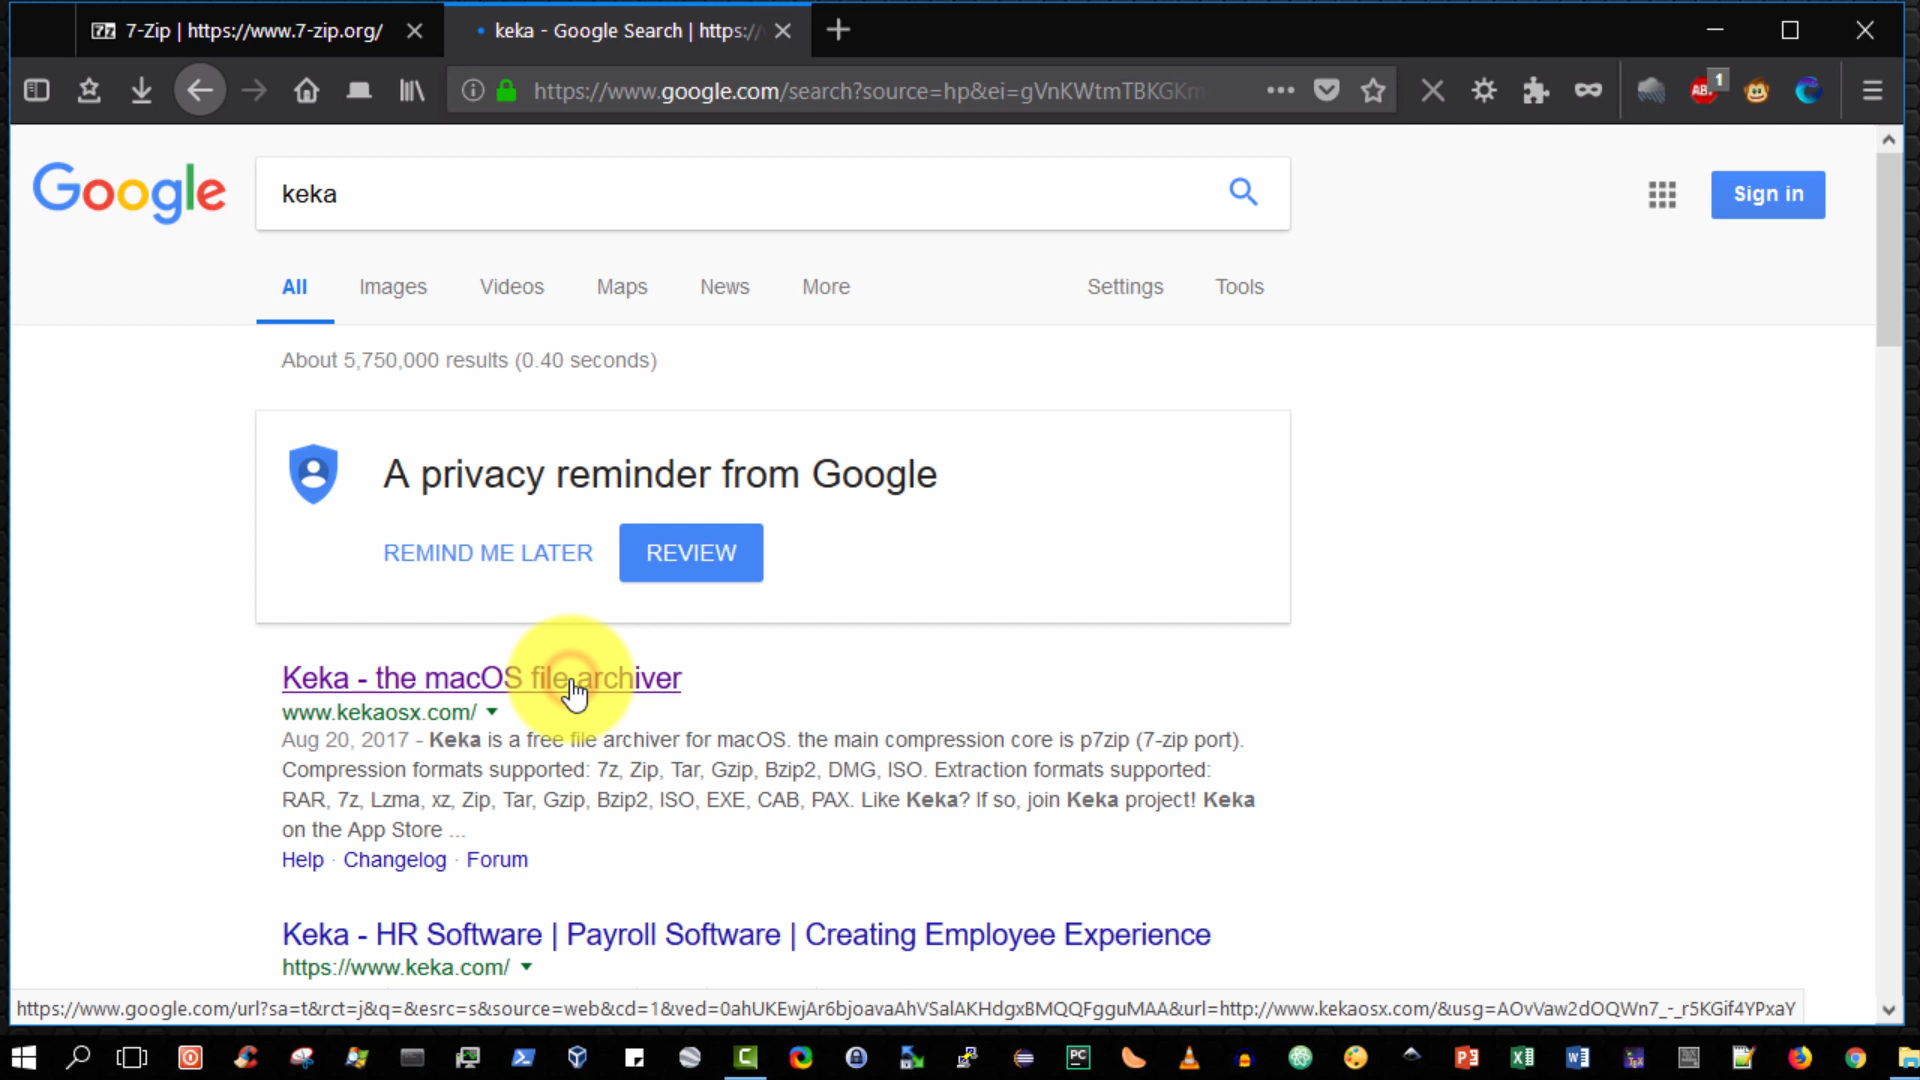 7-Zip | https://www.7-zip.org/
keka - Google Search | https://
https://www.google.com/search?source=hp&ei=gVnKWtmTBKGKm
ABP
1
Google
keka
Sign in
All
Images
Videos
Maps
News
More
Settings
Tools
About 5,750,000 results (0.40 seconds)
A privacy reminder from Google
REMIND ME LATER
REVIEW
Keka - the macOS file archiver
www.kekaosx.com/
Aug 20, 2017 - Keka is a free file archiver for macOS. the main compression core is p7zip (7-zip port).
Compression formats supported: 7z, Zip, Tar, Gzip, Bzip2, DMG, ISO. Extraction formats supported:
RAR, 7z, Lzma, xz, Zip, Tar, Gzip, Bzip2, ISO, EXE, CAB, PAX. Like Keka? If so, join Keka project! Keka
on the App Store ...
Help · Changelog · Forum
Keka - HR Software | Payroll Software | Creating Employee Experience
https://www.keka.com/
https://www.google.com/url?sa=t&rct=j&q=&esrc=s&source=web&cd=1&ved=0ahUKEwjAr6bjoavaAhVSalAKHdgxBMQQFgguMAA&url=http://www.kekaosx.com/&usg=AOvVaw2dOQWn7_-_r5KGif4YPxaY